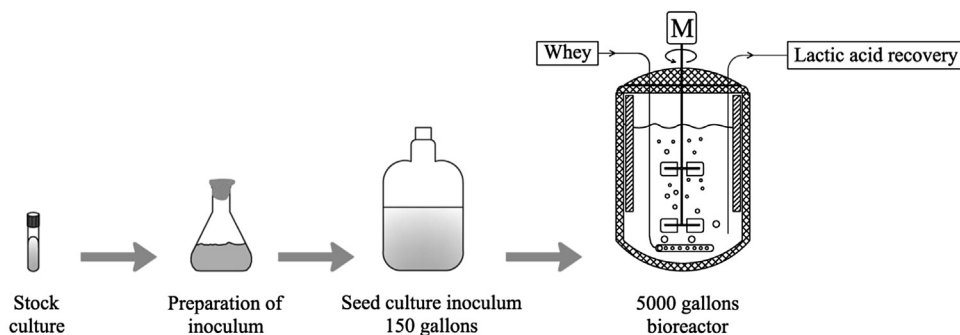 M
Whey
Lactic acid recovery
Stock
culture
Preparation of
inoculum
Seed culture inoculum
150 gallons
5000 gallons
bioreactor